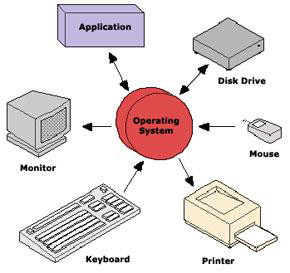 Application
Disk Drive
Operating
System
Monitor
Mouse
Keyboard
Printer